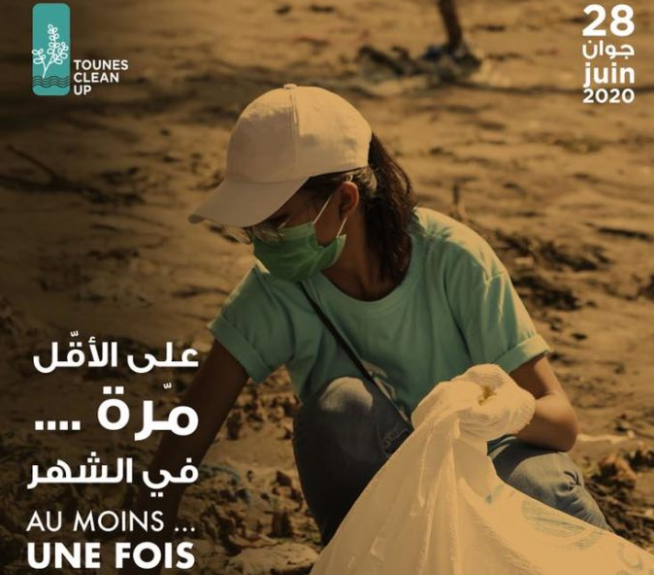 TOUNES
CLEAN
UP
28
جوان
juin
2020
على الأقّل
مرّة ....
في الشهر
AU MOINS ...
UNE FOIS